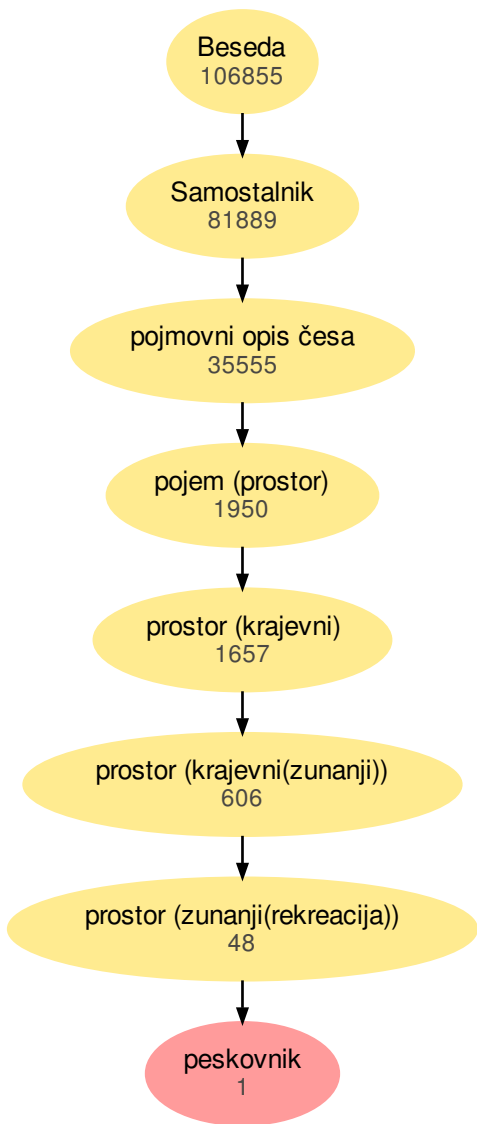 Beseda
106855
Samostalnik
81889
pojmovni opis česa
35555
pojem (prostor)
1950
prostor (krajevni)
1657
prostor (krajevni(zunanji))
606
prostor (zunanji(rekreacija))
48
peskovnik
1